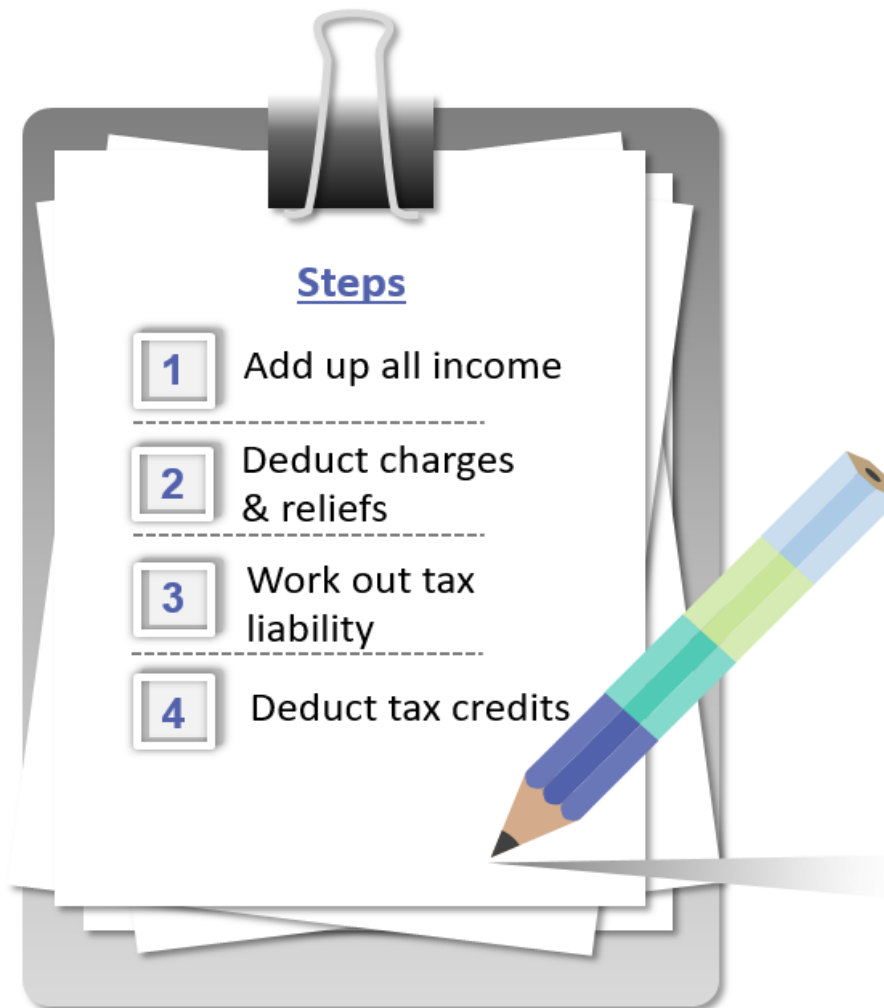 Steps
1 Add up all income
2 Deduct charges
& reliefs
3 Work out tax
liability
4 Deduct tax credits